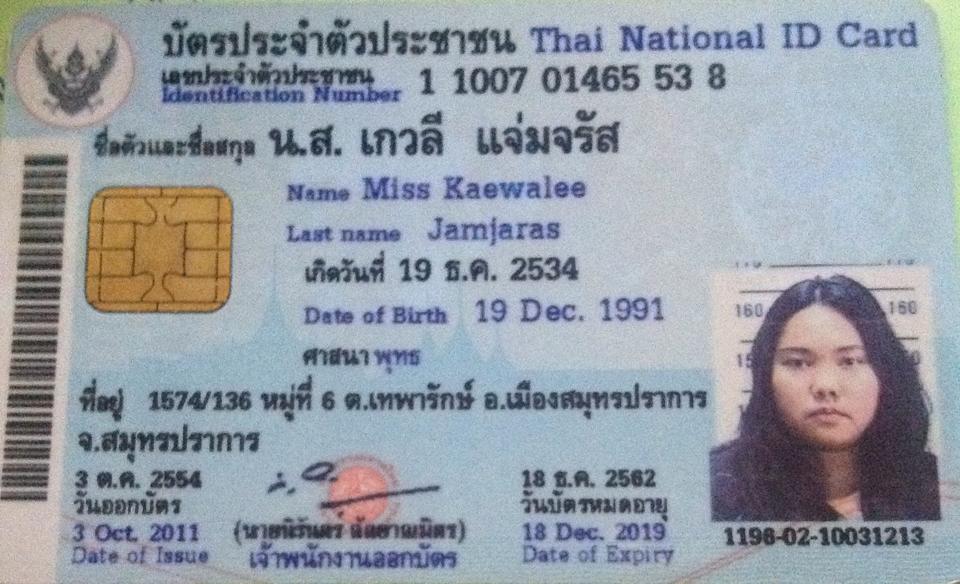 บัตรประจำตัวประชาชน Thai National ID Card
เลขประจำตัวประชาชน
Identification Number 1 1007 01465 53 8
ชื่อตัวและชื่อสกุล น.ส. เกวลี แจ่มจรัส
Name Miss Kaewalee
Last name Jamjaras
เกิดวันที่ 19 ธ.ค. 2534
Date of Birth 19 Dec. 1991
ศาสนา พุทธ
ที่อยู่ 1574/136 หมู่ที่ 6 ต.เทพารักษ์ อ.เมืองสมุทรปราการ
จ.สมุทรปราการ
160 160
3 ต.ค. 2554
วันออกบัตร
3 Oct. 2011
Date of Issue
เจ้าพนักงานออกบัตร
18 ธ.ค. 2562
วันบัตรหมดอายุ
18 Dec. 2019
Date of Expiry
1198-02-10031213